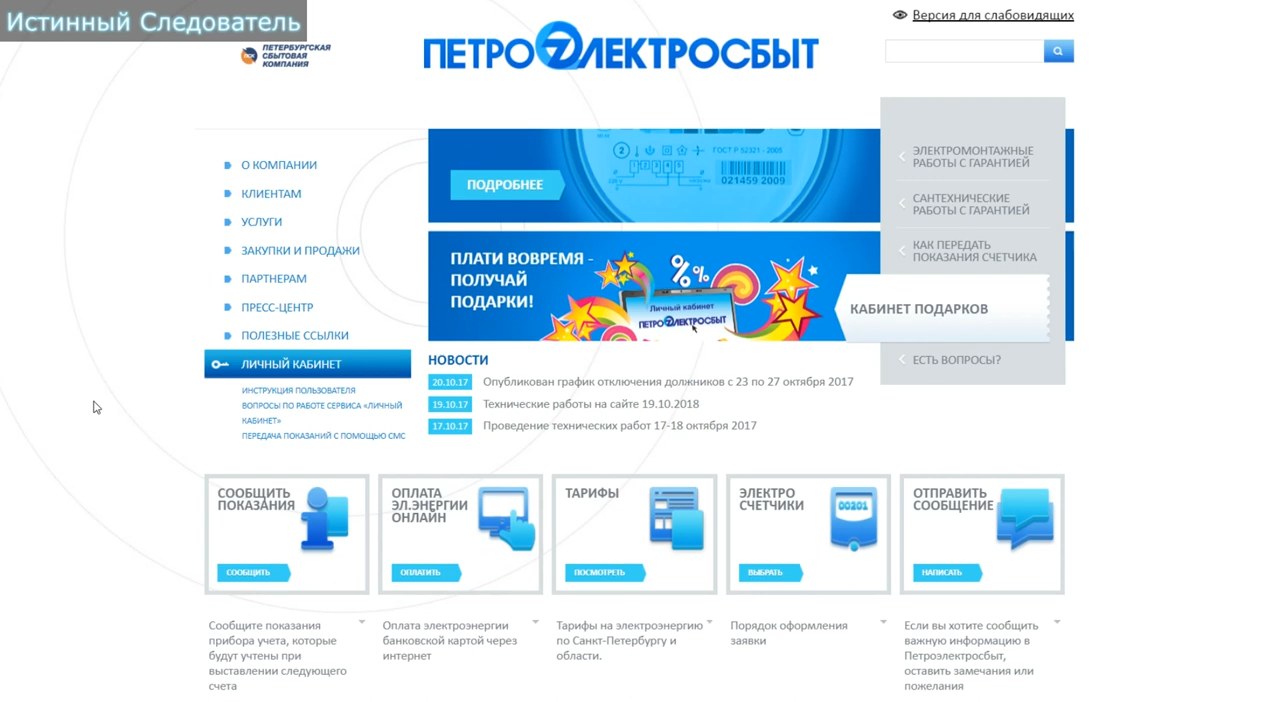 Истинный Следователь
Версия для слабовидящих
ПЕТЕРБУРГСКАЯ
СБЫТОВАЯ
КОМПАНИЯ
ПЕТРОЭЛЕКТРОСБЫТ
О КОМПАНИИ
КЛИЕНТАМ
УСЛУГИ
ЗАКУПКИ И ПРОДАЖИ
ПАРТНЕРАМ
ПРЕСС-ЦЕНТР
ПОЛЕЗНЫЕ ССЫЛКИ
ЛИЧНЫЙ КАБИНЕТ
ИНСТРУКЦИЯ ПОЛЬЗОВАТЕЛЯ
ВОПРОСЫ ПО РАБОТЕ СЕРВИСА «ЛИЧНЫЙ
КАБИНЕТ»
ПЕРЕДАЧА ПОКАЗАНИЙ С ПОМОЩЬЮ СМС
2
ГОСТ Р 52321 - 2005
1 2 3 4 5
021459 2009
ПОДРОБНЕЕ
ПЛАТИ ВОВРЕМЯ -
ПОЛУЧАЙ
ПОДАРКИ!
%%
Личный кабинет
ПЕТРОЭЛЕКТРОСБЫТ
ЭЛЕКТРОМОНТАЖНЫЕ
РАБОТЫ С ГАРАНТИЕЙ
САНТЕХНИЧЕСКИЕ
РАБОТЫ С ГАРАНТИЕЙ
КАК ПЕРЕДАТЬ
ПОКАЗАНИЯ СЧЕТЧИКА
КАБИНЕТ ПОДАРКОВ
ЕСТЬ ВОПРОСЫ?
НОВОСТИ
20.10.17 Опубликован график отключения должников с 23 по 27 октября 2017
19.10.17 Технические работы на сайте 19.10.2018
17.10.17 Проведение технических работ 17-18 октября 2017
СООБЩИТЬ
ПОКАЗАНИЯ
СООБЩИТЬ
Сообщите показания
прибора учета, которые
будут учтены при
выставлении следующего
счета
ОПЛАТА
ЭЛ.ЭНЕРГИИ
ОНЛАЙН
ОПЛАТИТЬ
Оплата электроэнергии
банковской картой через
интернет
ТАРИФЫ
ПОСМОТРЕТЬ
Тарифы на электроэнергию
по Санкт-Петербургу и
области.
ЭЛЕКТРО
СЧЕТЧИКИ
00201
ВЫБРАТЬ
Порядок оформления
заявки
ОТПРАВИТЬ
СООБЩЕНИЕ
НАПИСАТЬ
Если вы хотите сообщить
важную информацию в
Петроэлектросбыт,
оставить замечания или
пожелания